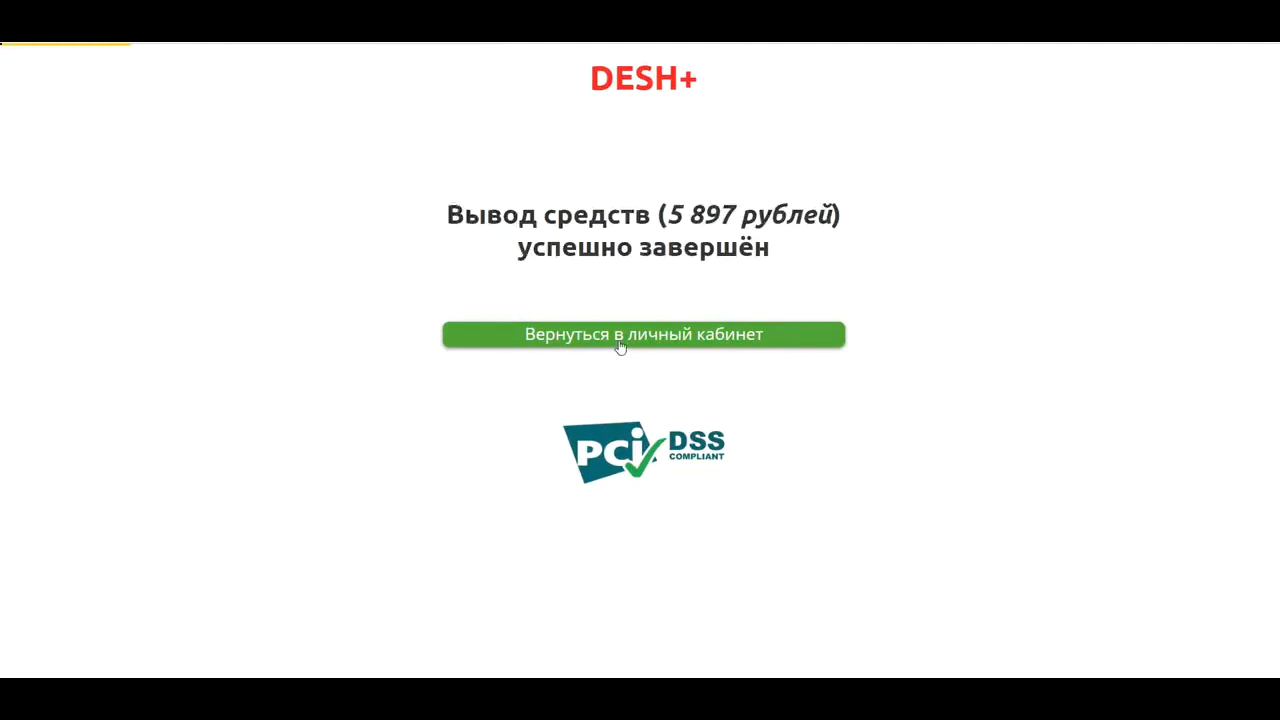 DESH+
Вывод средств (5 897 рублей)
успешно завершён
Вернуться в личный кабинет
PCi DSS
COMPLIANT